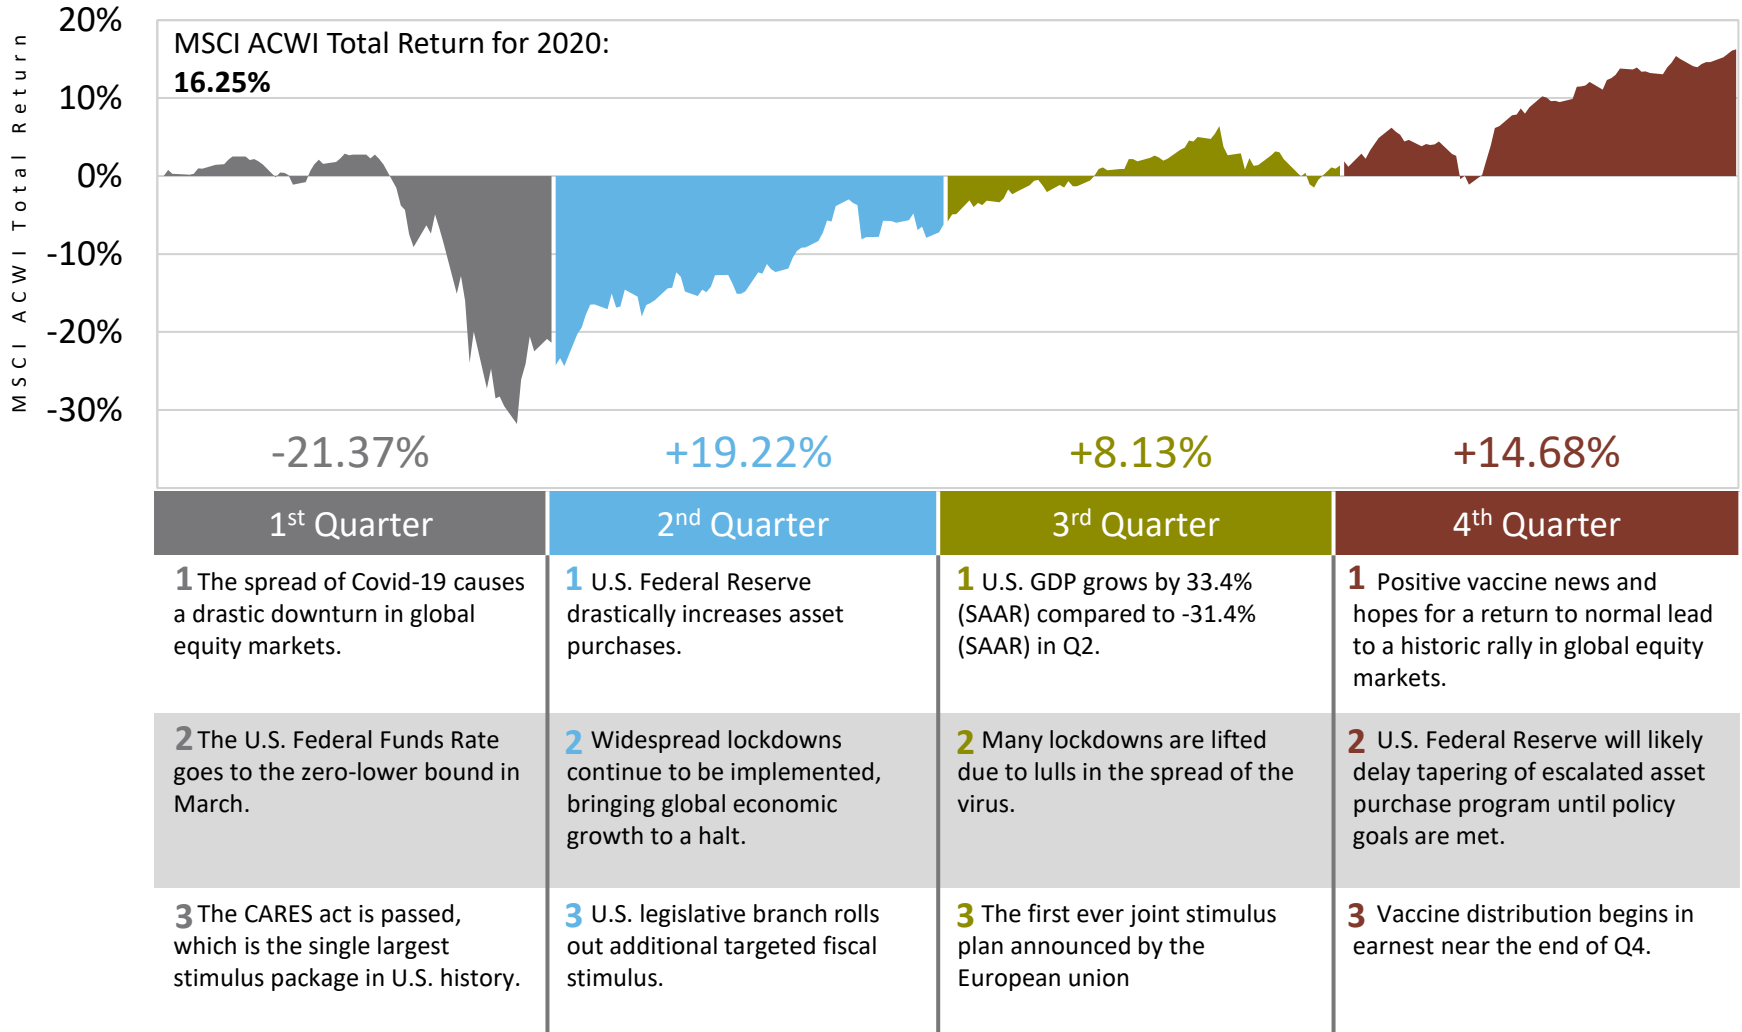 MSCI ACWI Total Return
20%
10%
0%
-10%
-20%
-30%
MSCI ACWI Total Return for 2020:
16.25%
-21.37%
+19.22%
+8.13%
+14.68%
1st Quarter
2nd Quarter
3rd Quarter
4th Quarter
1 The spread of Covid-19 causes
a drastic downturn in global
equity markets.
1 U.S. Federal Reserve
drastically increases asset
purchases.
1 U.S. GDP grows by 33.4%
(SAAR) compared to -31.4%
(SAAR) in Q2.
1 Positive vaccine news and
hopes for a return to normal lead
to a historic rally in global equity
markets.
2 The U.S. Federal Funds Rate
goes to the zero-lower bound in
March.
2 Widespread lockdowns
continue to be implemented,
bringing global economic
growth to a halt.
2 Many lockdowns are lifted
due to lulls in the spread of the
virus.
2 U.S. Federal Reserve will likely
delay tapering of escalated asset
purchase program until policy
goals are met.
3 The CARES act is passed,
which is the single largest
stimulus package in U.S. history.
3 U.S. legislative branch rolls
out additional targeted fiscal
stimulus.
3 The first ever joint stimulus
plan announced by the
European union
3 Vaccine distribution begins in
earnest near the end of Q4.